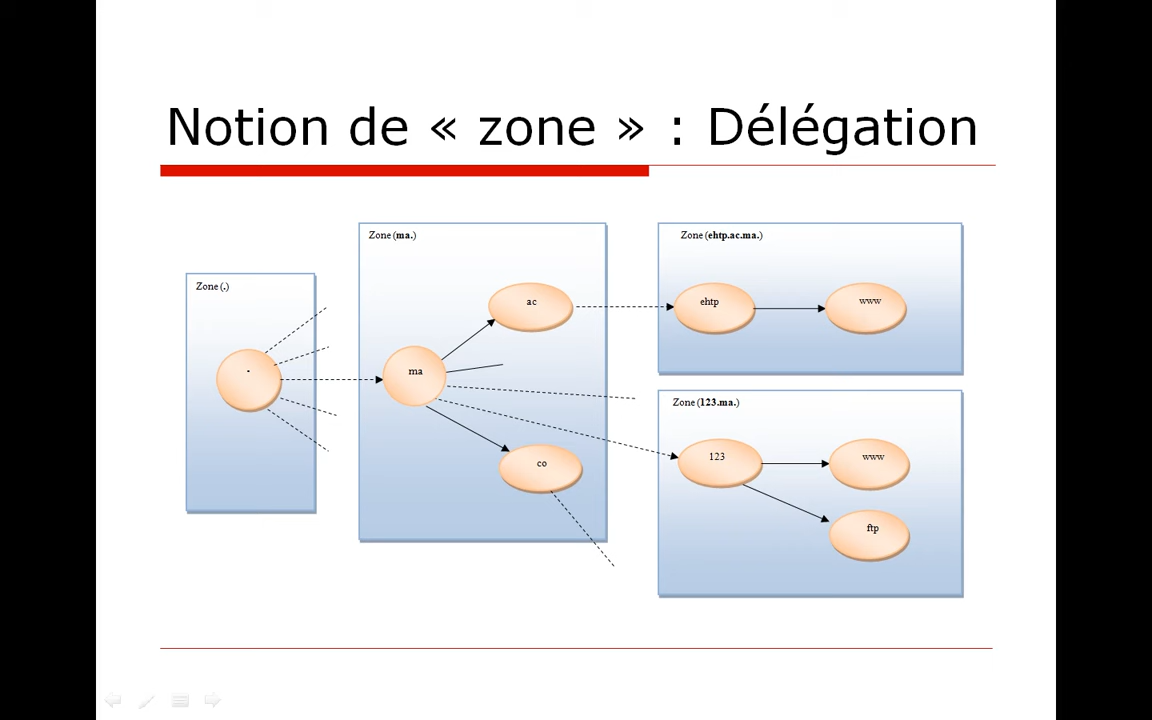 Notion de « zone » : Délégation
Zone (.)
.
Zone (ma.)
ma
ac
co
Zone (ehtp.ac.ma.)
ehtp
www
Zone (123.ma.)
123
www
ftp